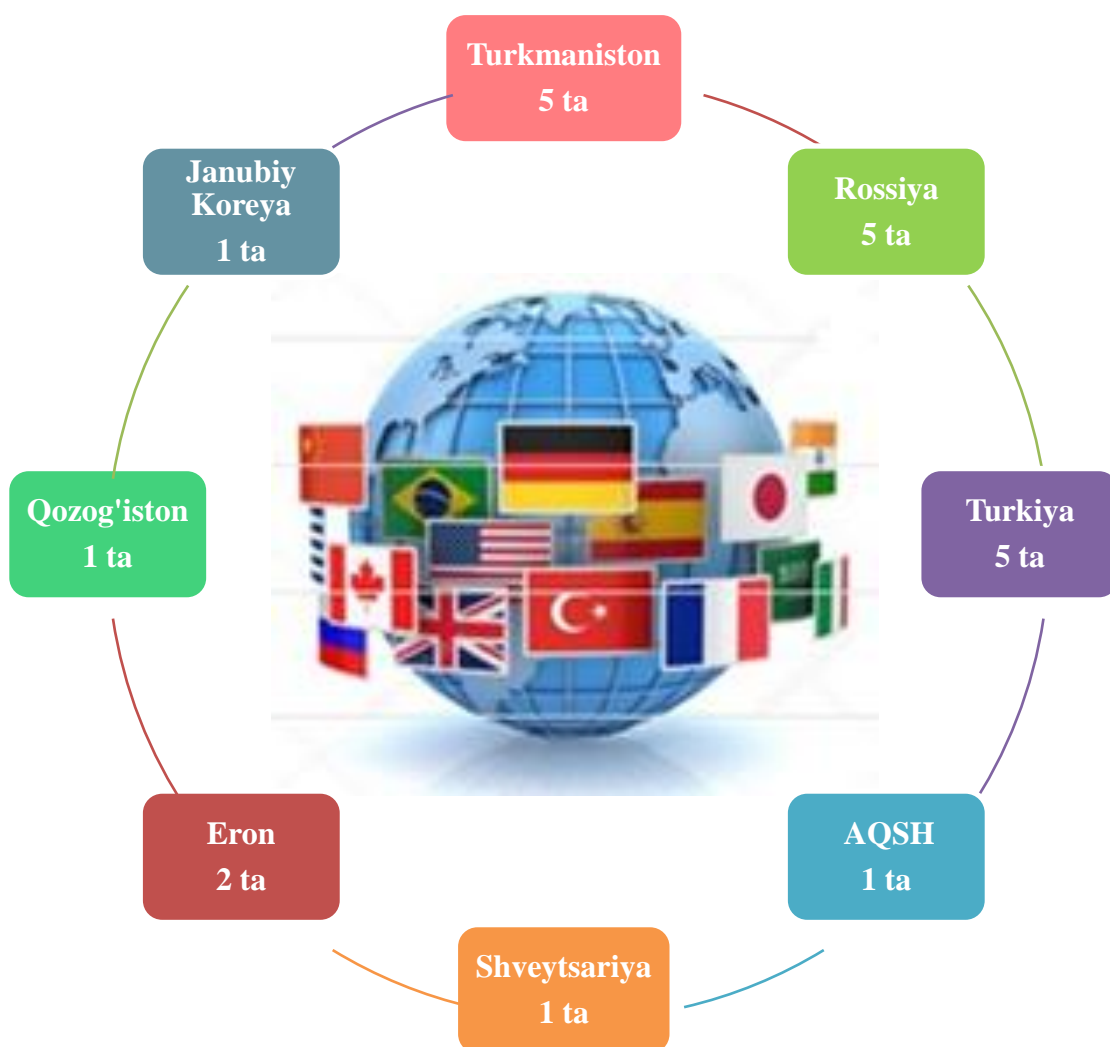 Turkmaniston
5 ta
Rossiya
5 ta
Turkiya
5 ta
AQSH
1 ta
Shveytsariya
1 ta
Eron
2 ta
Qozog'iston
1 ta
Janubiy
Koreya
1 ta